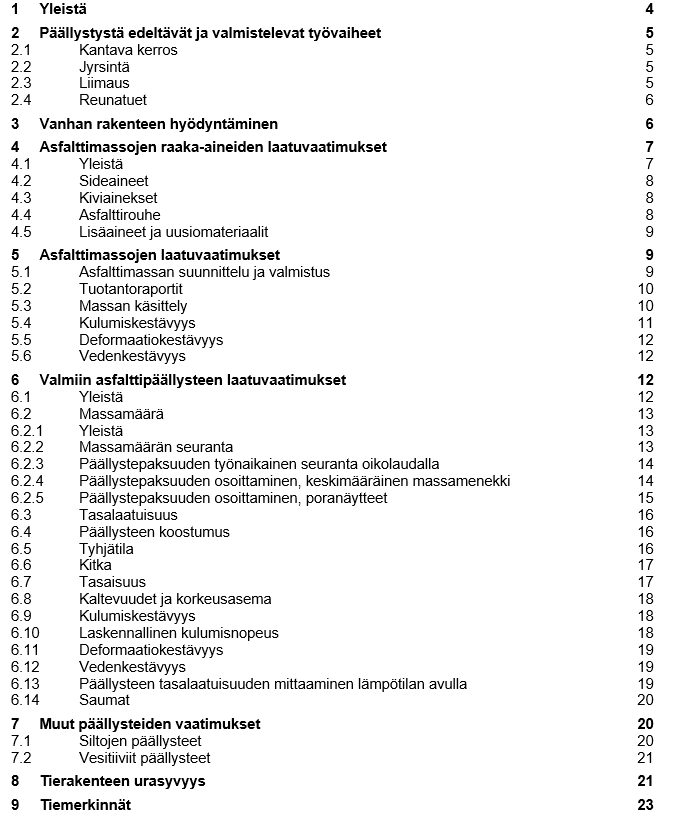 1 Yleistä 4
2 Päällystystä edeltävät ja valmistelevat työvaiheet 5
2.1 Kantava kerros 5
2.2 Jyrsintä 5
2.3 Liimaus 5
2.4 Reunatuet 6
3 Vanhan rakenteen hyödyntäminen 6
4 Asfalttimassojen raaka-aineiden laatuvaatimukset 7
4.1 Yleistä 7
4.2 Sideaineet 8
4.3 Kiviainekset 8
4.4 Asfalttirouhe 8
4.5 Lisäaineet ja uusiomateriaalit 9
5 Asfalttimassojen laatuvaatimukset 9
5.1 Asfalttimassan suunnittelu ja valmistus 9
5.2 Tuotantoraportit 10
5.3 Massan käsittely 10
5.4 Kulumiskestävyys 11
5.5 Deformaatiokestävyys 12
5.6 Vedenkestävyys 12
6 Valmiin asfalttipäällysteen laatuvaatimukset 12
6.1 Yleistä 12
6.2 Massamäärä 13
6.2.1 Yleistä 13
6.2.2 Massamäärän seuranta 13
6.2.3 Päällystepaksuuden työnaikainen seuranta oikolaudalla 14
6.2.4 Päällystepaksuuden osoittaminen, keskimääräinen massamenekki 14
6.2.5 Päällystepaksuuden osoittaminen, poranäytteet 15
6.3 Tasalaatuisuus 16
6.4 Päällysteen koostumus 16
6.5 Tyhjätila 16
6.6 Kitka 17
6.7 Tasaisuus 17
6.8 Kaltevuudet ja korkeusasema 18
6.9 Kulumiskestävyys 18
6.10 Laskennallinen kulumisnopeus 18
6.11 Deformaatiokestävyys 19
6.12 Vedenkestävyys 19
6.13 Päällysteen tasalaatuisuuden mittaaminen lämpötilan avulla 19
6.14 Saumat 20
7 Muut päällysteiden vaatimukset 20
7.1 Siltojen päällysteet 20
7.2 Vesitiiviit päällysteet 21
8 Tierakenteen urasyvyys 21
9 Tiemerkinnät 23